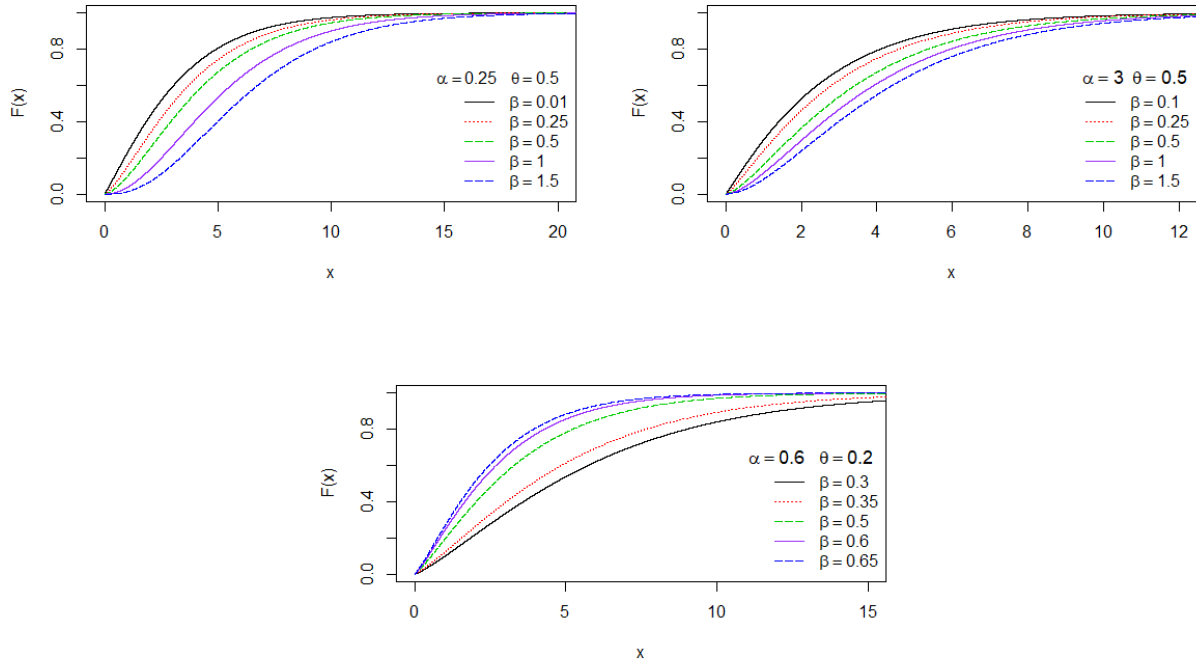 F(x)
0.0 0.4 0.8
α = 0.25 θ = 0.5
β = 0.01
β = 0.25
β = 0.5
β = 1
β = 1.5
0 5 10 15 20
x
F(x)
0.0 0.4 0.8
α = 3 θ = 0.5
β = 0.1
β = 0.25
β = 0.5
β = 1
β = 1.5
0 2 4 6 8 10 12
x
F(x)
0.0 0.4 0.8
α = 0.6 θ = 0.2
β = 0.3
β = 0.35
β = 0.5
β = 0.6
β = 0.65
0 5 10 15
x